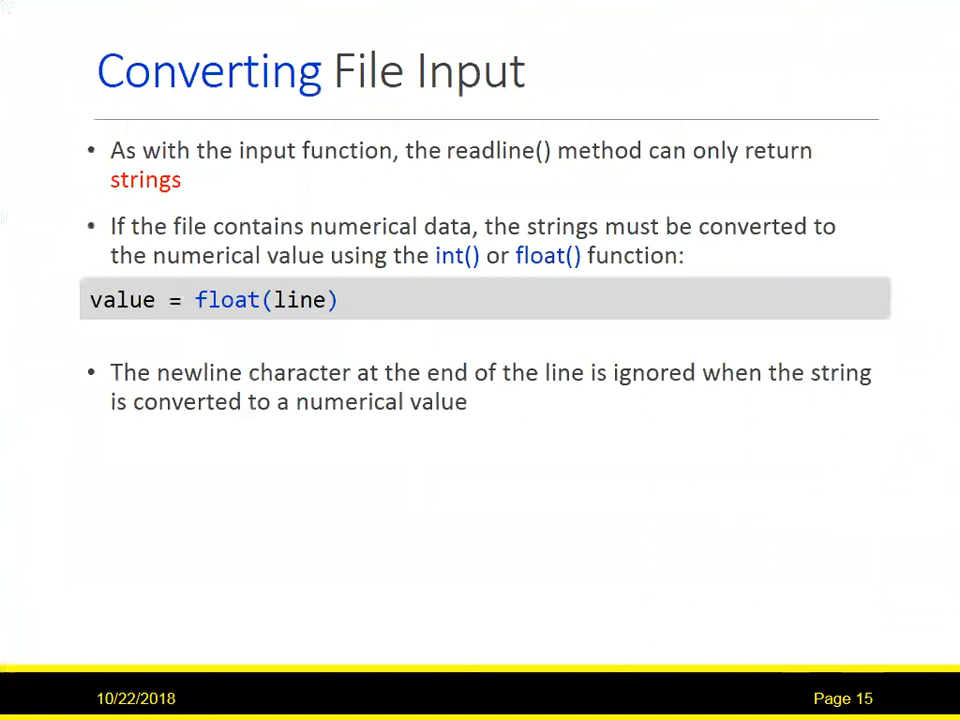 Converting File Input
• As with the input function, the readline() method can only return
strings
• If the file contains numerical data, the strings must be converted to
the numerical value using the int() or float() function:
value = float(line)
• The newline character at the end of the line is ignored when the string
is converted to a numerical value
10/22/2018
Page 15